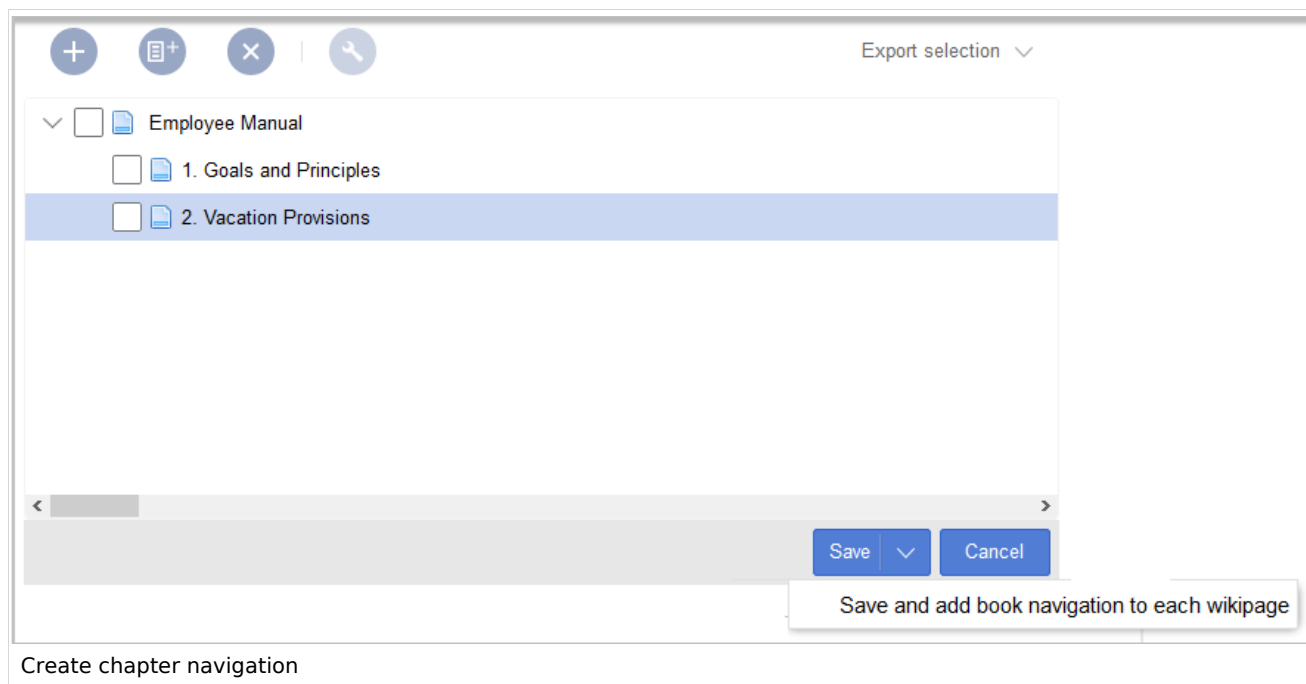 Export selection
Employee Manual
1. Goals and Principles
2. Vacation Provisions
Save
Cancel
Save and add book navigation to each wikipage
Create chapter navigation